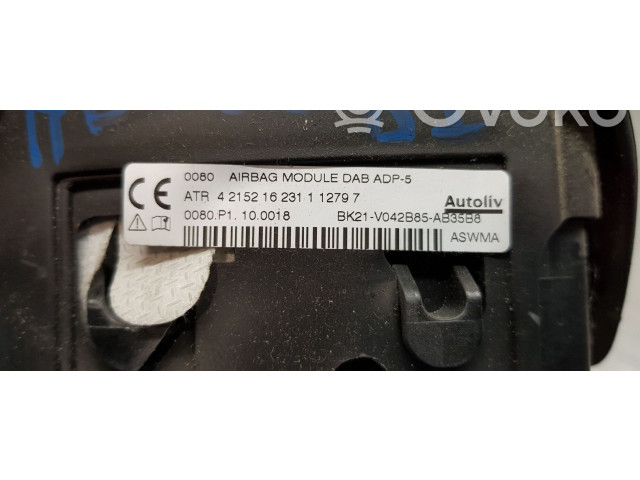 OVOKO
0080 AIRBAG MODULE DAB ADP-5
ATR 4 2152 16 231 1 1279 7
0080.P1. 10.0018 BK21-V042B85-AB35B8
CE
Autoliv
ASWMA